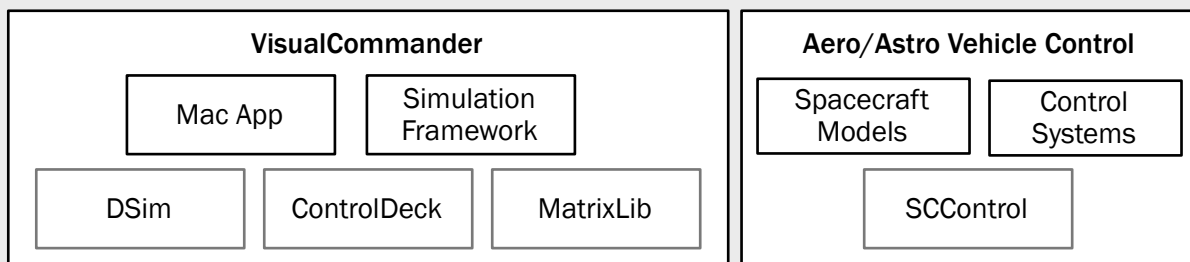 VisualCommander
Mac App
Simulation
Framework
DSim
ControlDeck
MatrixLib
Aero/Astro Vehicle Control
Spacecraft
Models
Control
Systems
SCControl